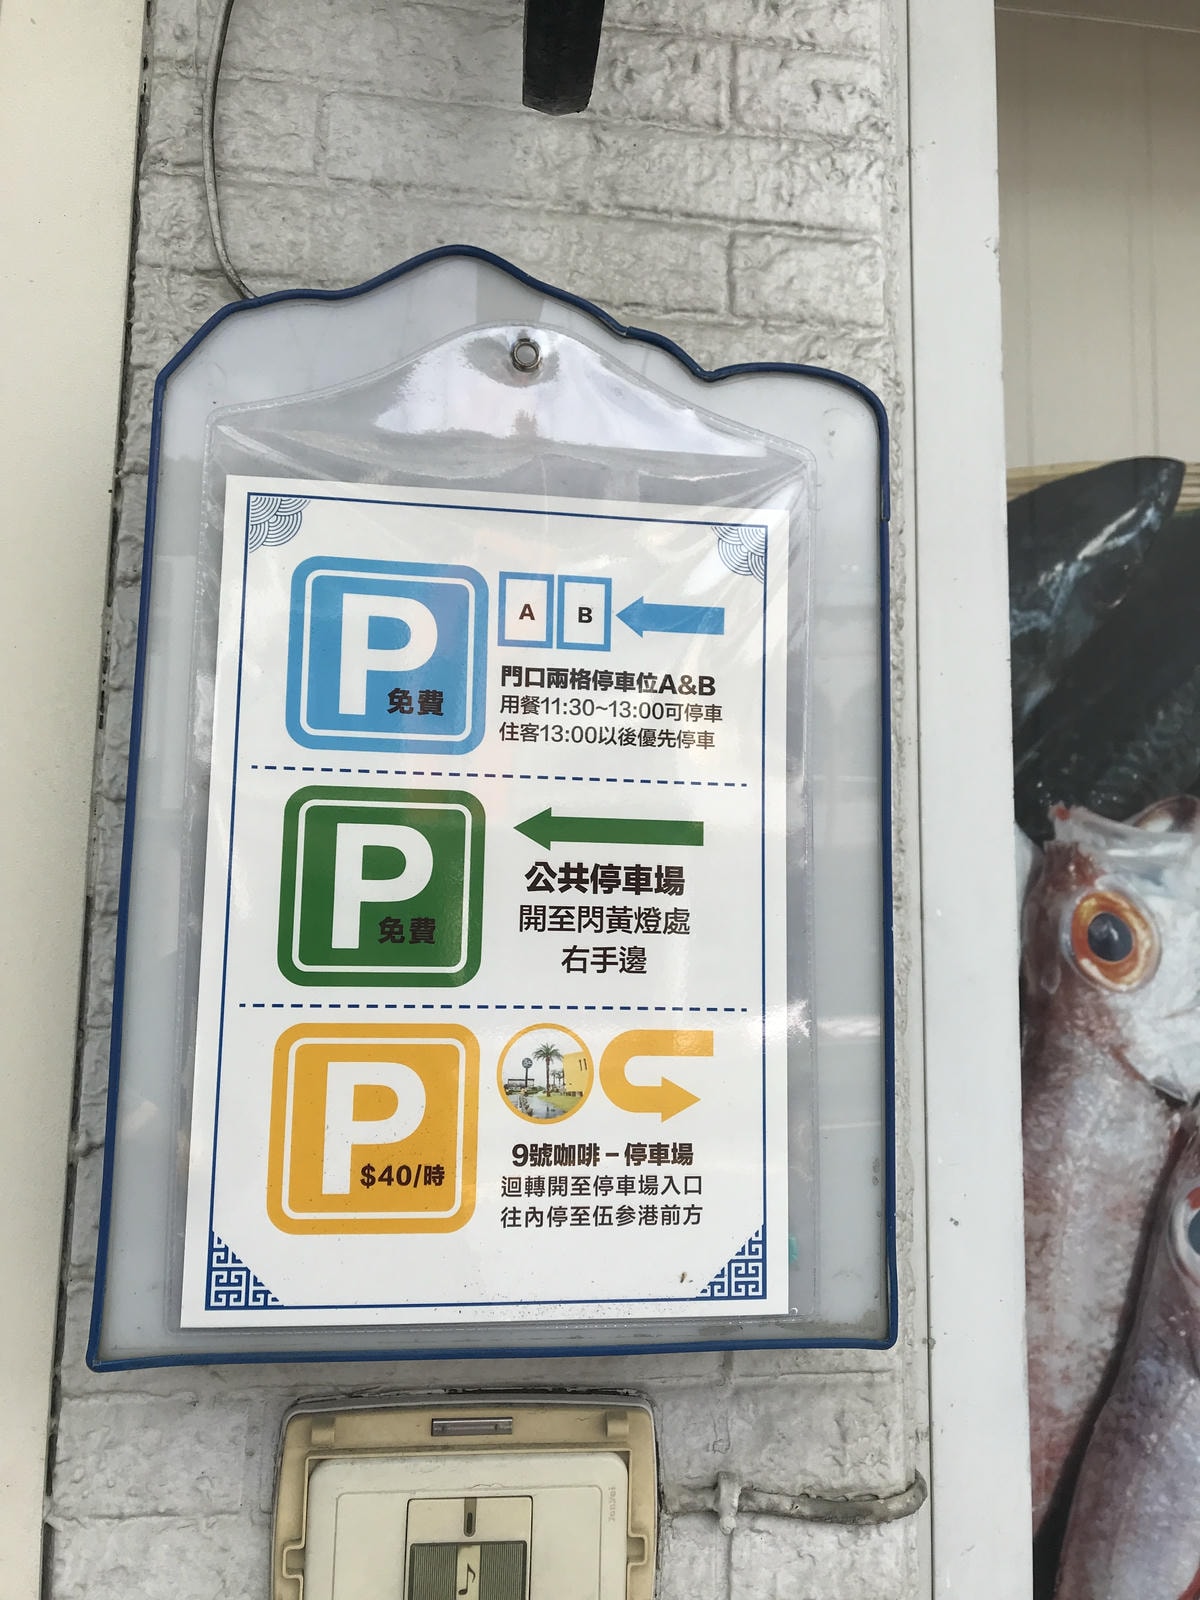 P
免費
A B
門口兩格停車位A&B
用餐11:30~13:00可停車
住客13:00以後優先停車
P
免費
公共停車場
開至閃黃燈處
右手邊
P
$40/時
9號咖啡－停車場
迴轉開至停車場入口
往內停至伍参港前方